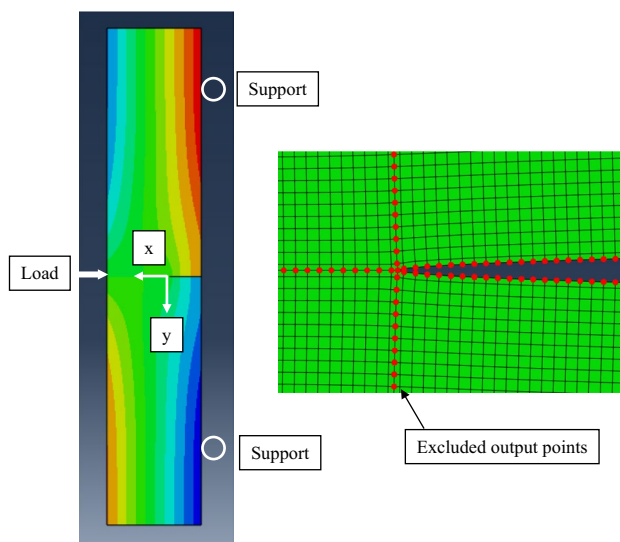 Support
x
Load
y
Support
Excluded output points